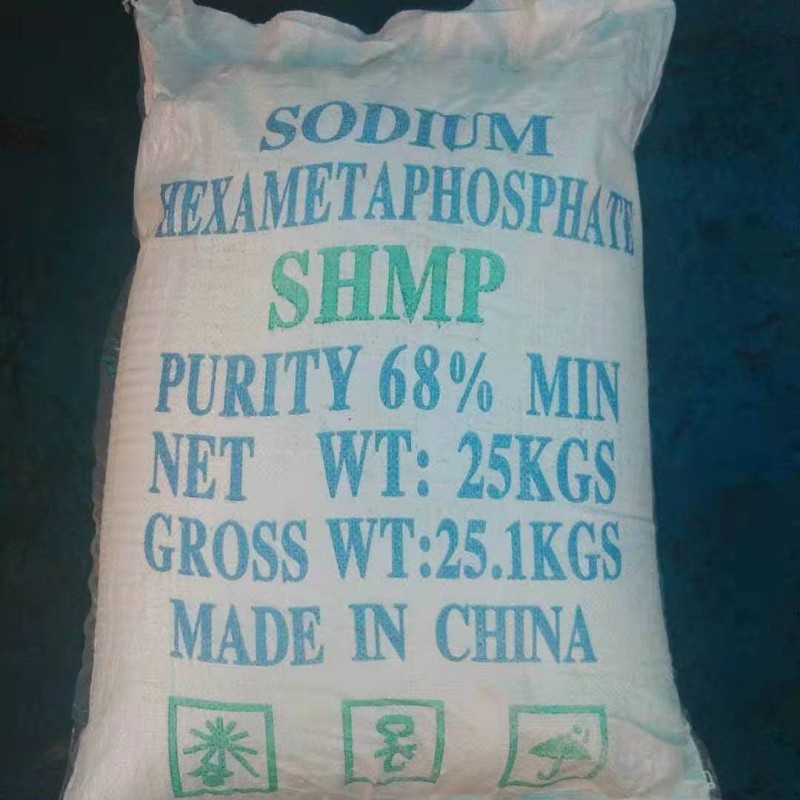 SODIUM
HEXAMETAPHOSPHATE
SHMP
PURITY 68% MIN
NET WT: 25KGS
GROSS WT:25.1KGS
MADE IN CHINA